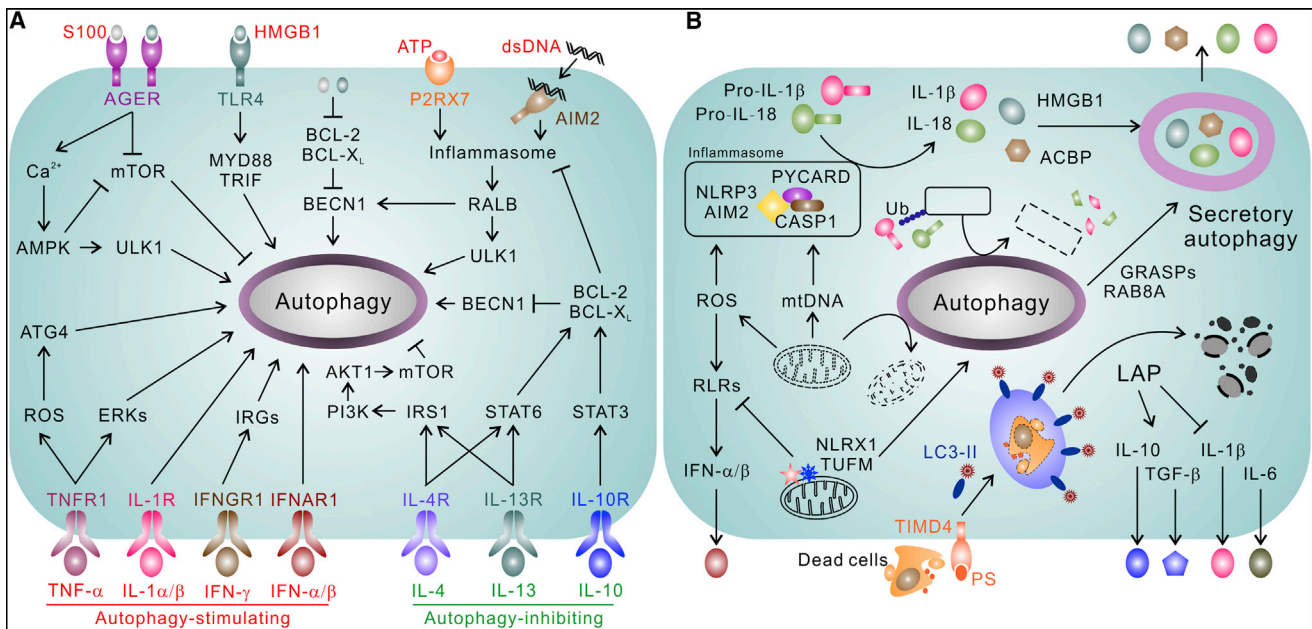 A
S100
HMGB1
ATP
dsDNA
AGER
TLR4
P2RX7
AIM2
Ca²⁺
mTOR
MYD88
TRIF
BCL-2
BCL-X_L
Inflammasome
AMPK
ULK1
BECN1
RALB
ULK1
Autophagy
BECN1
BCL-2
BCL-X_L
ATG4
AKT1
mTOR
ROS
ERKs
IRGs
PI3K
IRS1
STAT6
STAT3
TNFR1
IL-1R
IFNGR1
IFNAR1
IL-4R
IL-13R
IL-10R
TNF-α
IL-1α/β
IFN-γ
IFN-α/β
IL-4
IL-13
IL-10
Autophagy-stimulating
Autophagy-inhibiting
B
Pro-IL-1β
Pro-IL-18
IL-1β
IL-18
HMGB1
ACBP
Inflammasome
NLRP3
AIM2
PYCARD
CASP1
Ub
Secretory
autophagy
ROS
mtDNA
Autophagy
GRASPs
RAB8A
RLRs
LAP
NLRX1
TUFM
LC3-II
IFN-α/β
IL-10
TGF-β
IL-1β
IL-6
TIMD4
Dead cells
PS